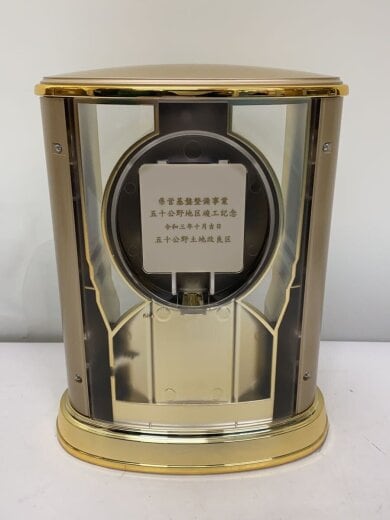 県営基盤整備事業
五十公野地区竣工記念
令和三年十月吉日
五十公野土地改良区